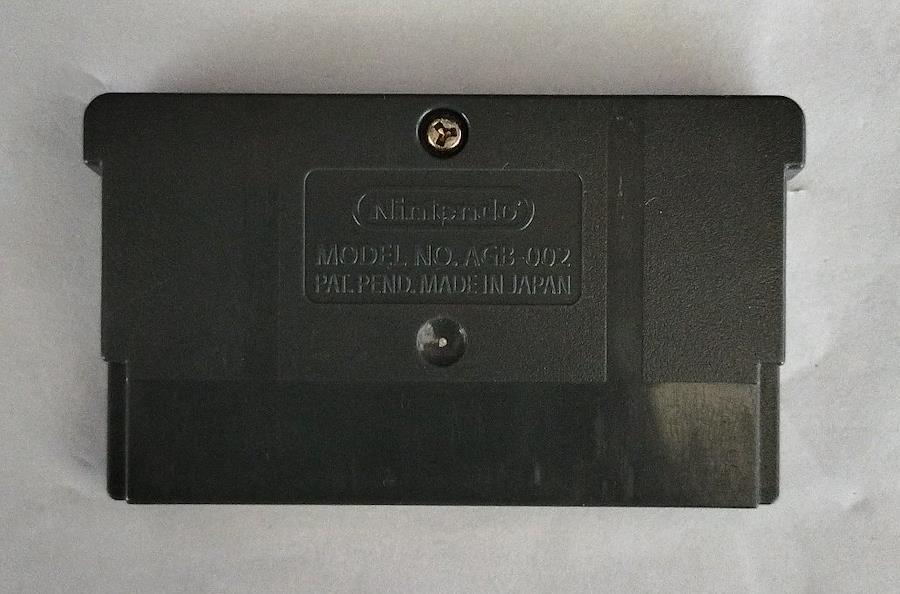 Nintendo
MODEL NO. AGB-002
PAT. PEND. MADE IN JAPAN